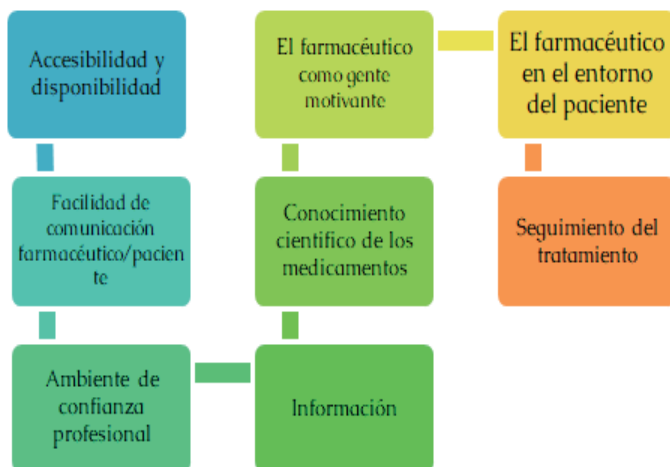 Accesibilidad y
disponibilidad
Facilidad de
comunicación
farmacéutico/pacien
te
Ambiente de
confianza
profesional
Información
Conocimiento
cientifico de los
medicamentos
El farmacéutico
como gente
motivante
El farmacéutico
en el entorno
del paciente
Seguimiento del
tratamiento